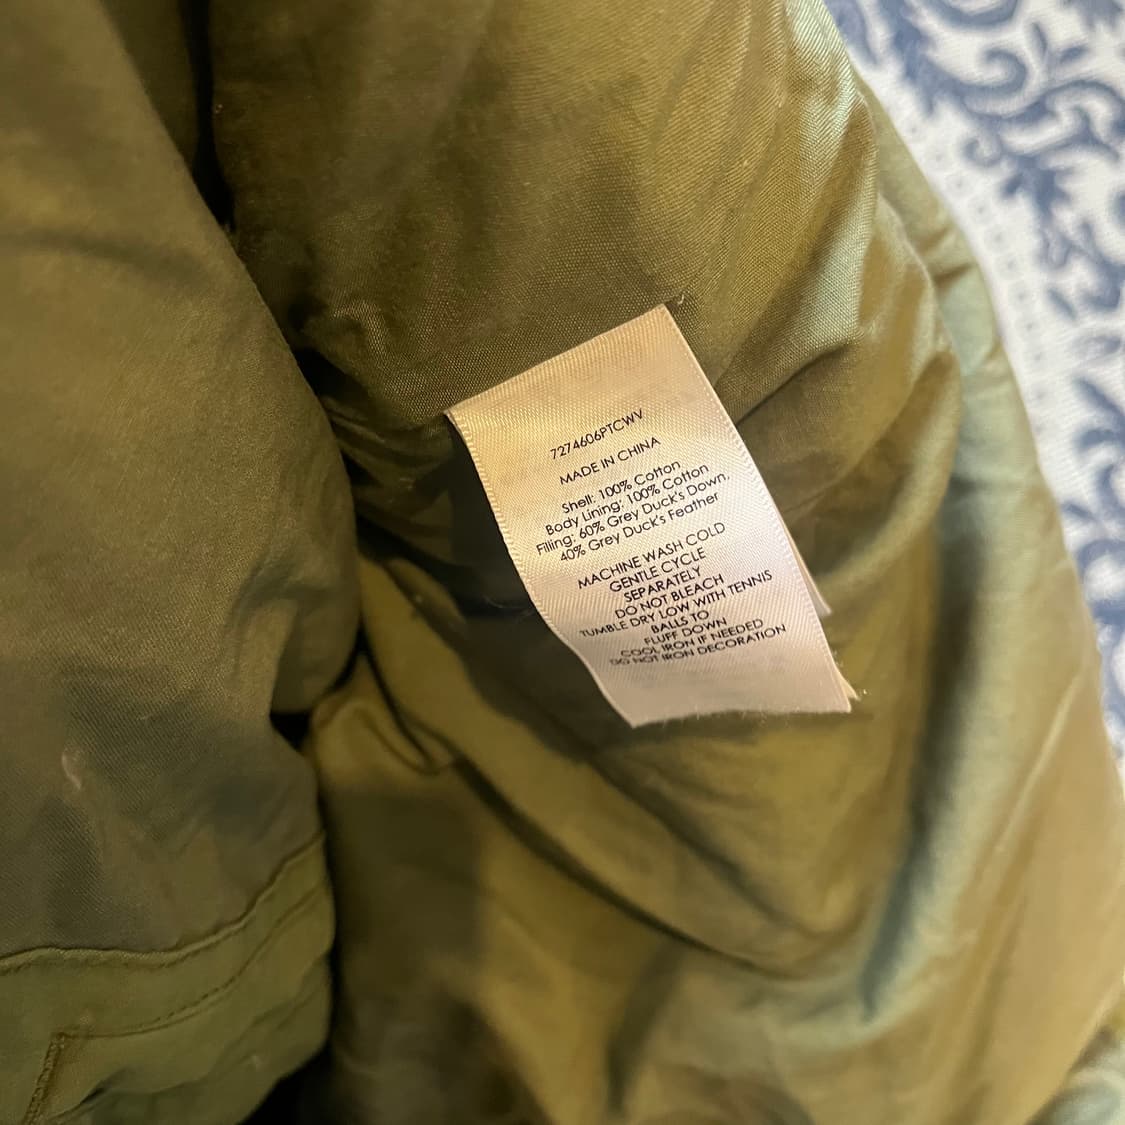 7274606PTCWV
MADE IN CHINA
Shell: 100% Cotton
Body Lining: 100% Cotton
Filling: 60% Grey Duck's Down,
40% Grey Duck's Feather
MACHINE WASH COLD
GENTLE CYCLE
SEPARATELY
DO NOT BLEACH
TUMBLE DRY LOW WITH TENNIS
BALLS TO
FLUFF DOWN
COOL IRON IF NEEDED
DO NOT IRON DECORATION